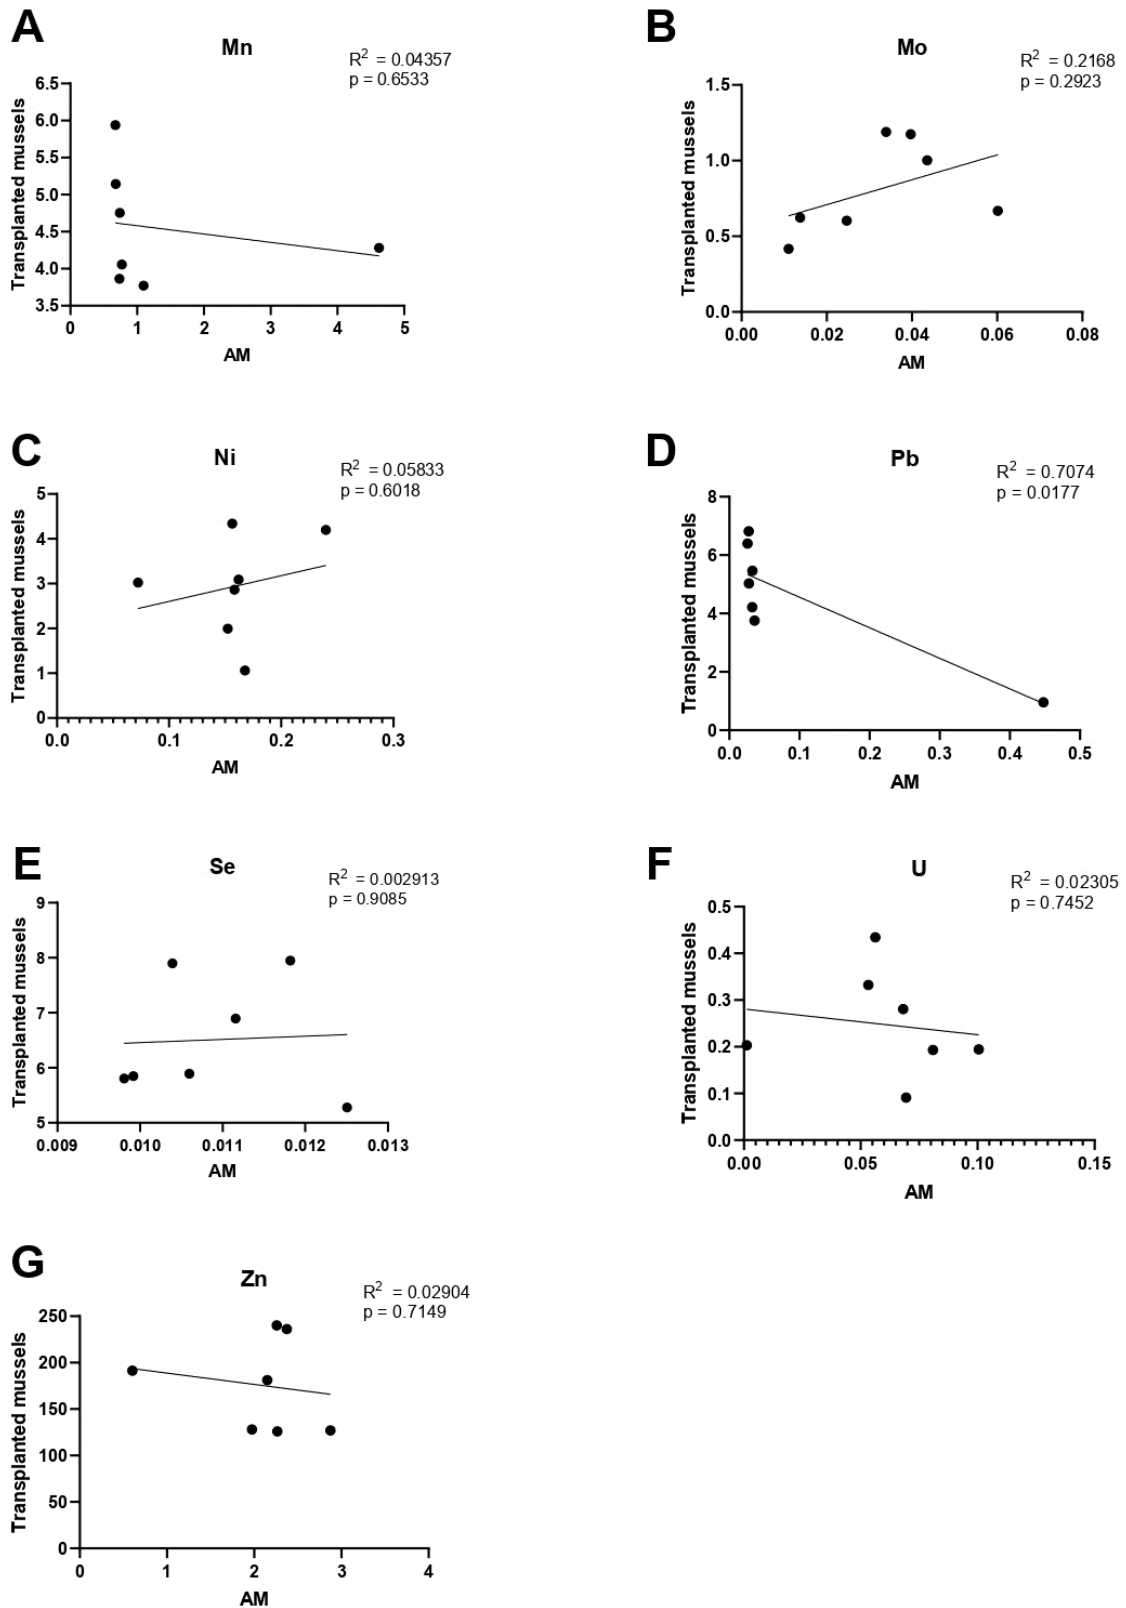 A
Mn
R² = 0.04357
p = 0.6533
Transplanted mussels
6.5
6.0
5.5
5.0
4.5
4.0
3.5
0 1 2 3 4 5
AM
B
Mo
R² = 0.2168
p = 0.2923
Transplanted mussels
1.5
1.0
0.5
0.0
0.00 0.02 0.04 0.06 0.08
AM
C
Ni
R² = 0.05833
p = 0.6018
Transplanted mussels
5
4
3
2
1
0
0.0 0.1 0.2 0.3
AM
D
Pb
R² = 0.7074
p = 0.0177
Transplanted mussels
8
6
4
2
0
0.0 0.1 0.2 0.3 0.4 0.5
AM
E
Se
R² = 0.002913
p = 0.9085
Transplanted mussels
9
8
7
6
5
0.009 0.010 0.011 0.012 0.013
AM
F
U
R² = 0.02305
p = 0.7452
Transplanted mussels
0.5
0.4
0.3
0.2
0.1
0.0
0.00 0.05 0.10 0.15
AM
G
Zn
R² = 0.02904
p = 0.7149
Transplanted mussels
250
200
150
100
50
0
0 1 2 3 4
AM